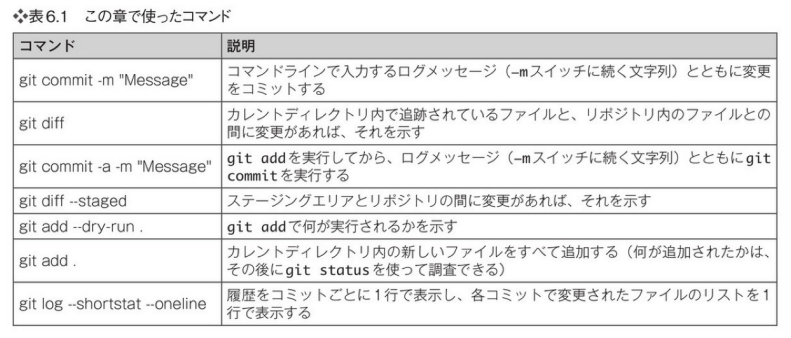 ❖表6.1 この章で使ったコマンド
コマンド
説明
git commit -m "Message"
コマンドラインで入力するログメッセージ（-mスイッチに続く文字列）とともに変更
をコミットする
git diff
カレントディレクトリ内で追跡されているファイルと、リポジトリ内のファイルとの
間に変更があれば、それを示す
git commit -a -m "Message"
git addを実行してから、ログメッセージ（-mスイッチに続く文字列）とともにgit
commitを実行する
git diff --staged
ステージングエリアとリポジトリの間に変更があれば、それを示す
git add --dry-run .
git addで何が実行されるかを示す
git add .
カレントディレクトリ内の新しいファイルをすべて追加する（何が追加されたかは、
その後にgit statusを使って調査できる）
git log --shortstat --oneline
履歴をコミットごとに1行で表示し、各コミットで変更されたファイルのリストを1
行で表示する